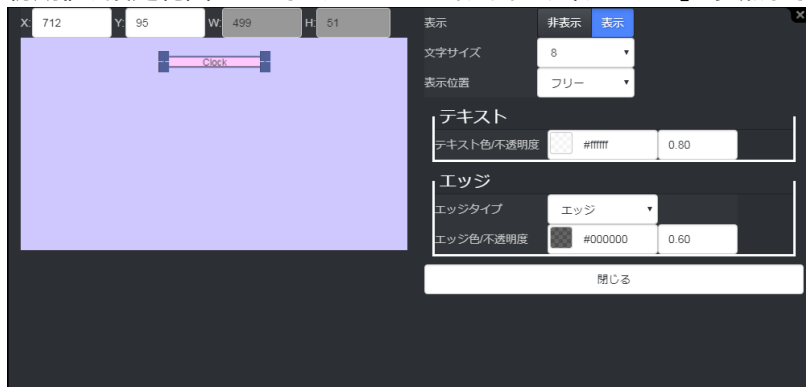 X: 712 Y: 95 W: 499 H: 51
Clock
表示 非表示 表示
文字サイズ 8
表示位置 フリー
テキスト
テキスト色/不透明度 #ffffff 0.80
エッジ
エッジタイプ エッジ
エッジ色/不透明度 #000000 0.60
閉じる